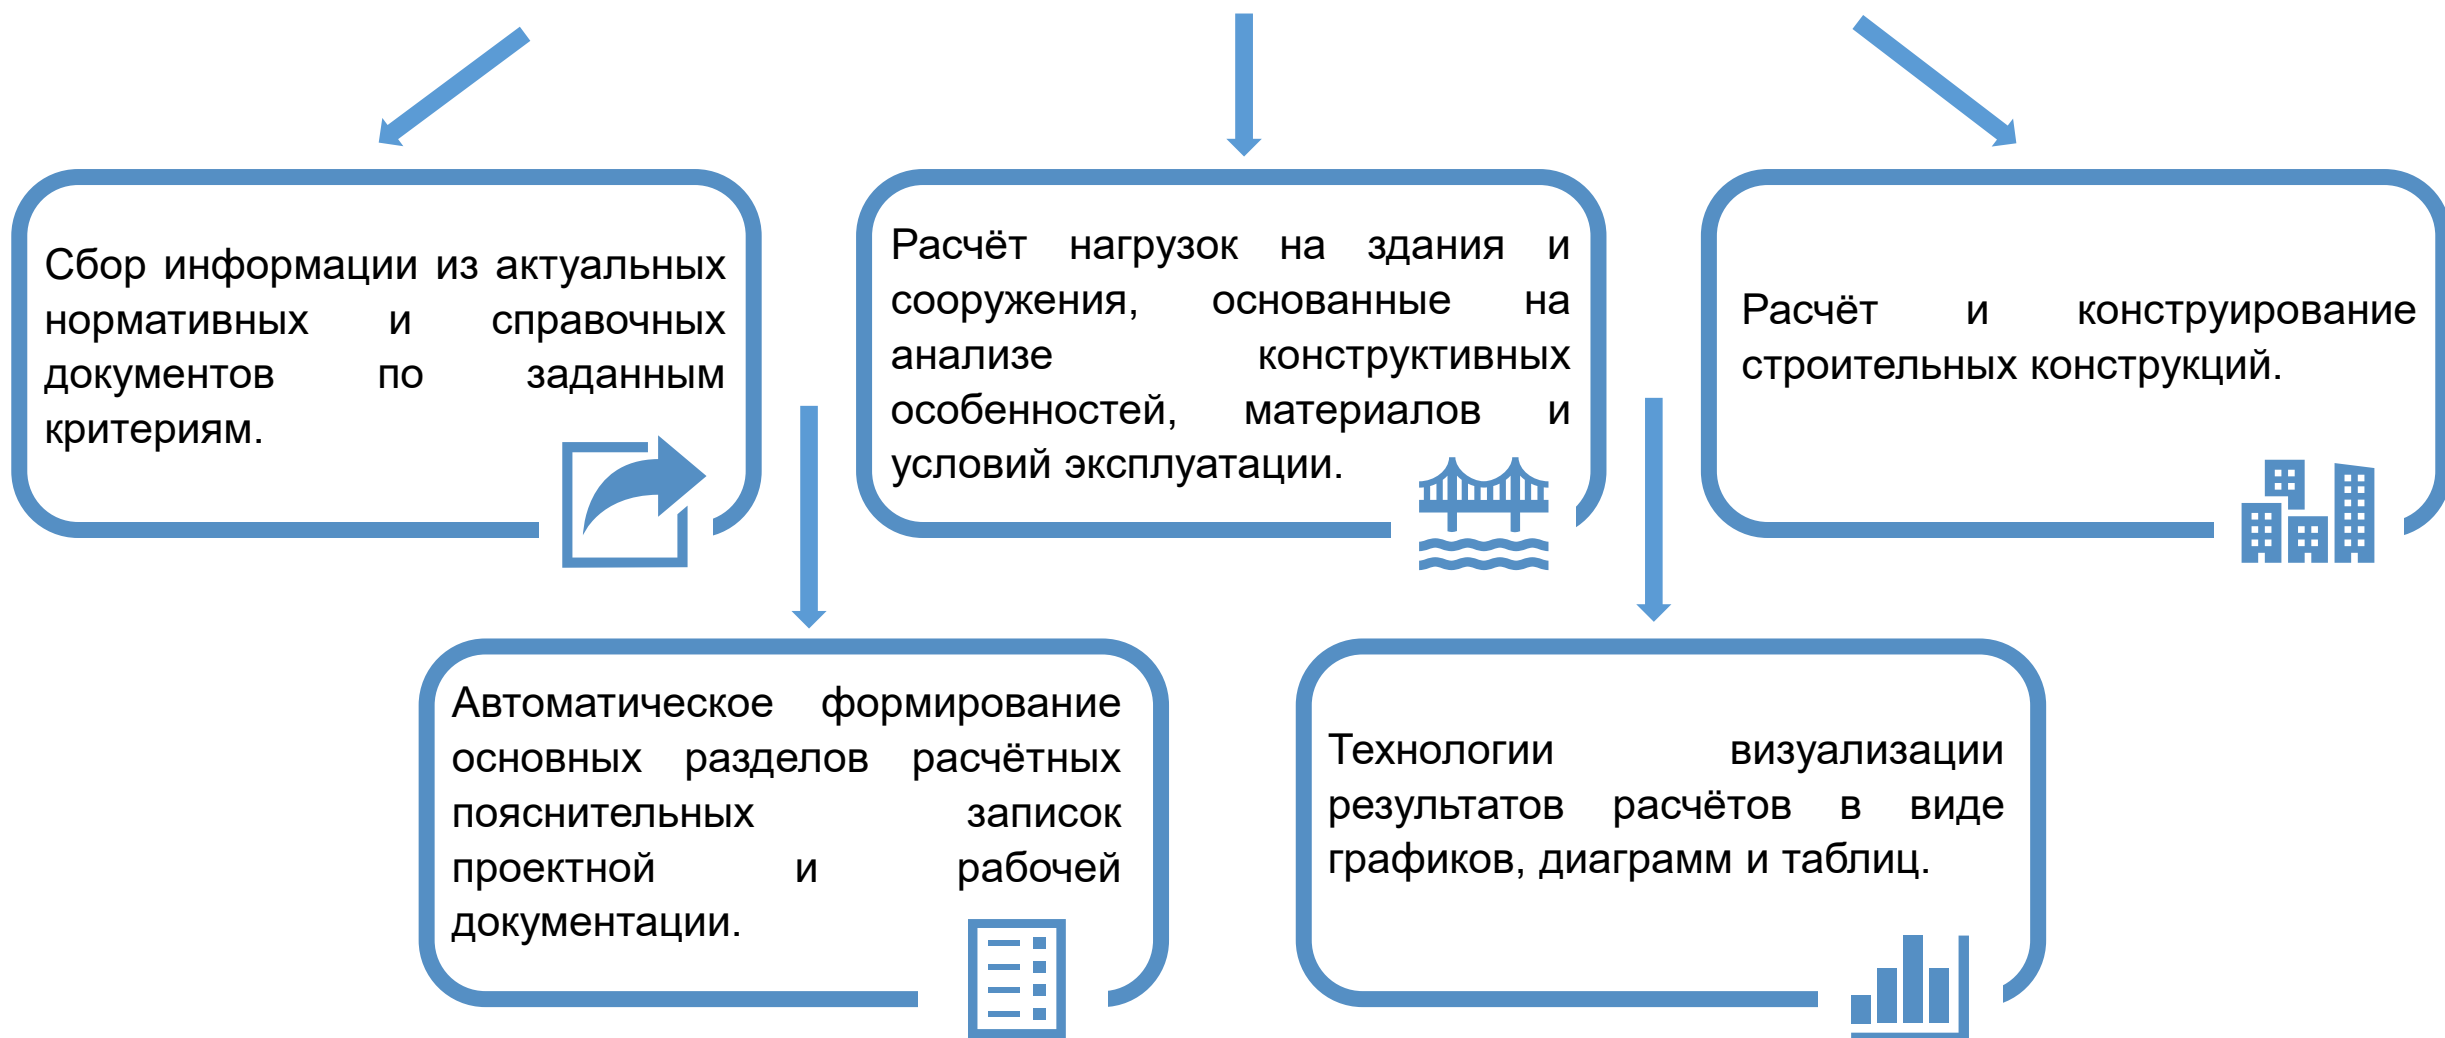 Сбор информации из актуальных
нормативных и справочных
документов по заданным
критериям.
Расчёт нагрузок на здания и
сооружения, основанные на
анализе конструктивных
особенностей, материалов и
условий эксплуатации.
Расчёт и конструирование
строительных конструкций.
Автоматическое формирование
основных разделов расчётных
пояснительных записок
проектной и рабочей
документации.
Технологии визуализации
результатов расчётов в виде
графиков, диаграмм и таблиц.